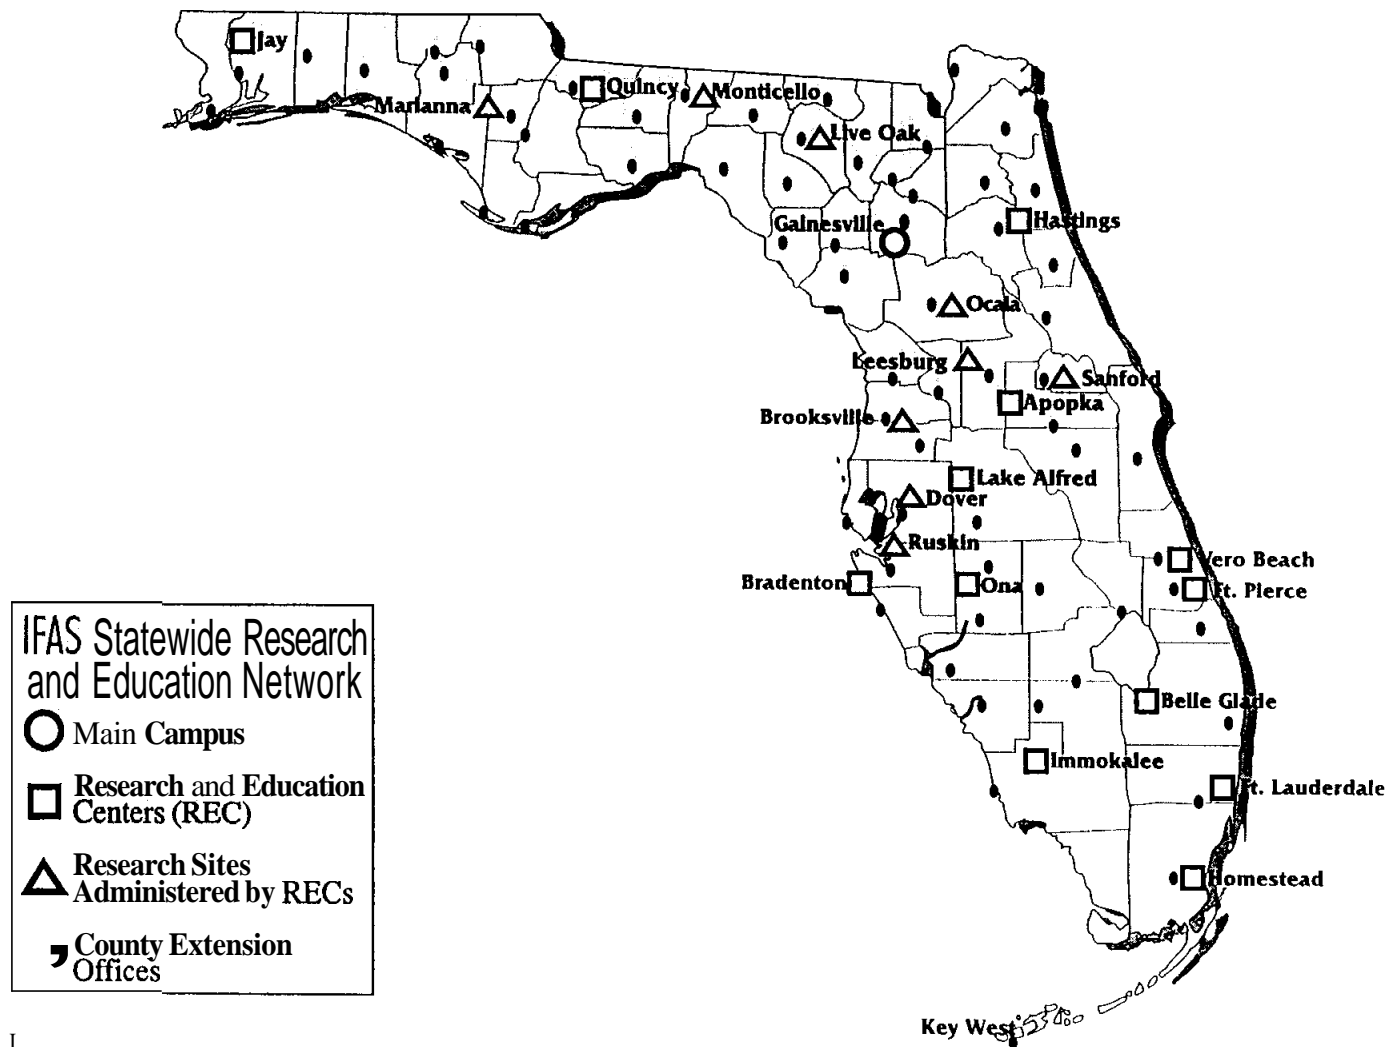 Jay
Quincy
Monticello
Marianna
Live Oak
Gainesville
Hastings
Ocala
Leesburg
Sanford
Apopka
Brooksville
Lake Alfred
Dover
Ruskin
Vero Beach
Bradenton
Ona
Ft. Pierce
IFAS Statewide Research
and Education Network
Main Campus
Research and Education
Centers (REC)
Research Sites
Administered by RECs
County Extension
Offices
Belle Glade
Immokalee
Ft. Lauderdale
Homestead
Key West
I